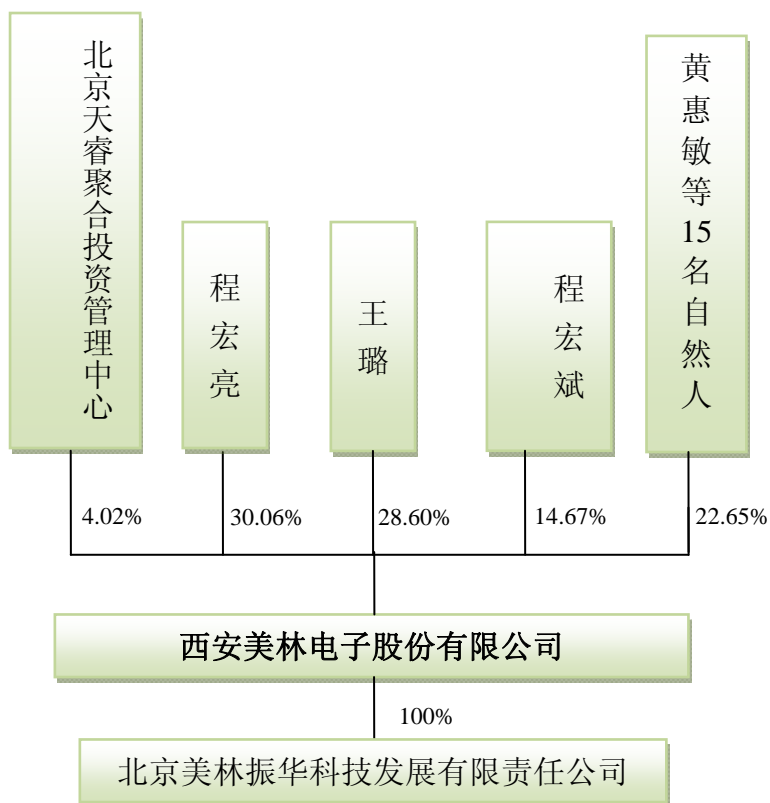 北京天睿聚合投资管理中心
程宏亮
王璐
程宏斌
黄惠敏等15名自然人
4.02%
30.06%
28.60%
14.67%
22.65%
西安美林电子股份有限公司
100%
北京美林振华科技发展有限责任公司